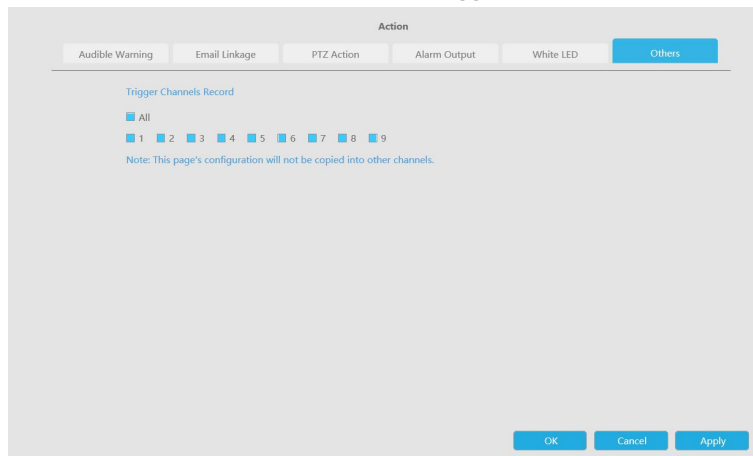 Action
Audible Warning Email Linkage PTZ Action Alarm Output White LED Others
Trigger Channels Record
All
1 2 3 4 5 6 7 8 9
Note: This page's configuration will not be copied into other channels.
OK Cancel Apply